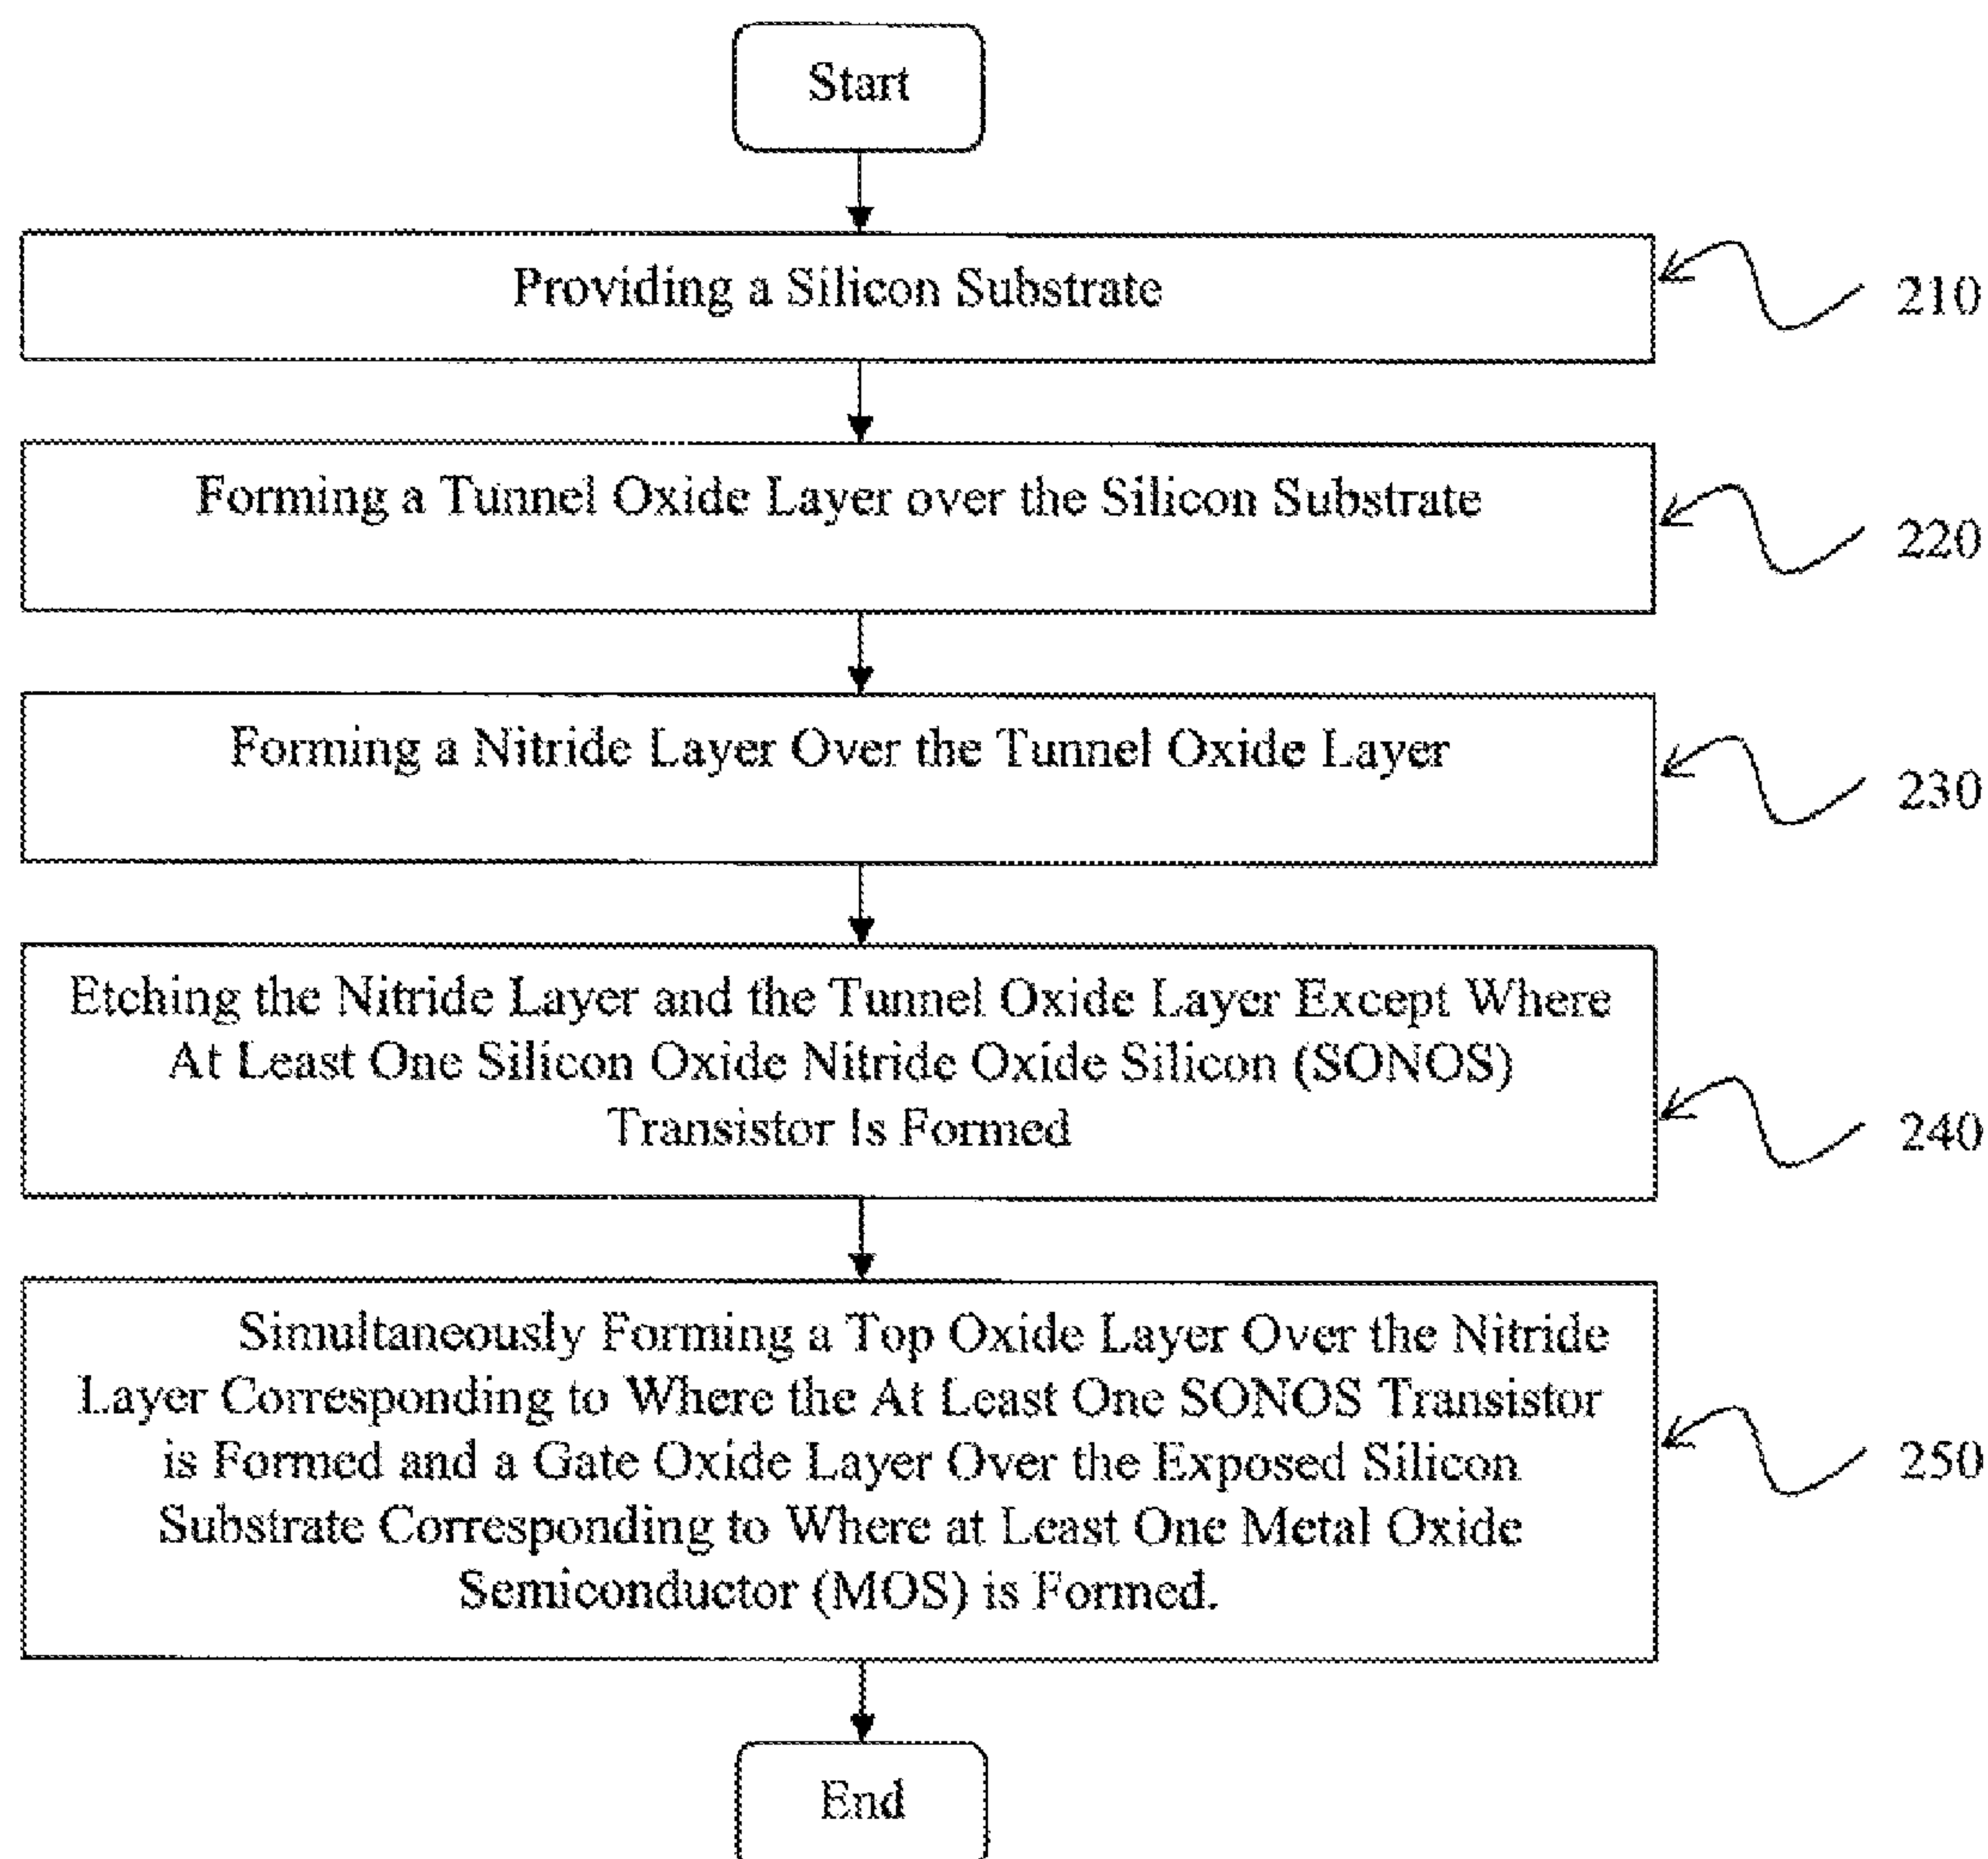 Start
Providing a Silicon Substrate
210
Forming a Tunnel Oxide Layer over the Silicon Substrate
220
Forming a Nitride Layer Over the Tunnel Oxide Layer
230
Etching the Nitride Layer and the Tunnel Oxide Layer Except Where
At Least One Silicon Oxide Nitride Oxide Silicon (SONOS)
Transistor Is Formed
240
Simultaneously Forming a Top Oxide Layer Over the Nitride
Layer Corresponding to Where the At Least One SONOS Transistor
is Formed and a Gate Oxide Layer Over the Exposed Silicon
Substrate Corresponding to Where at Least One Metal Oxide
Semiconductor (MOS) is Formed.
250
End